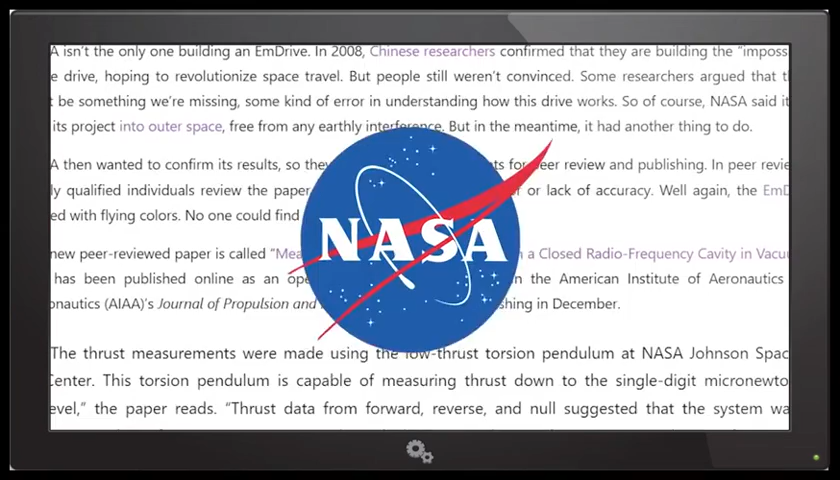 A isn't the only one building an EmDrive. In 2008, Chinese researchers confirmed that they are building the "imposs
e drive, hoping to revolutionize space travel. But people still weren't convinced. Some researchers argued that t
t be something we're missing, some kind of error in understanding how this drive works. So of course, NASA said it
its project into outer space, free from any earthly interference. But in the meantime, it had another thing to do.
A then wanted to confirm its results, so they ts for peer review and publishing. In peer revie
ly qualified individuals review the paper or lack of accuracy. Well again, the EmD
ed with flying colors. No one could find
NASA
new peer-reviewed paper is called "Mea n a Closed Radio-Frequency Cavity in Vacu
has been published online as an ope n the American Institute of Aeronautics
onautics (AIAA)'s Journal of Propulsion and shing in December.
The thrust measurements were made using the low-thrust torsion pendulum at NASA Johnson Spac
Center. This torsion pendulum is capable of measuring thrust down to the single-digit micronewto
evel," the paper reads. "Thrust data from forward, reverse, and null suggested that the system wa